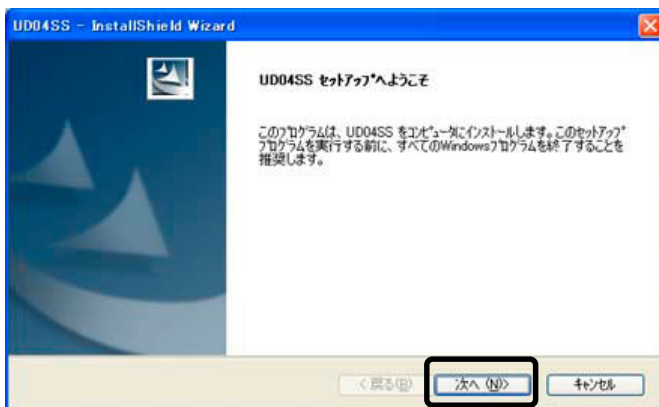 UD04SS - InstallShield Wizard
UD04SS ｾｯﾄｱｯﾌﾟへようこそ
このﾌﾟﾛｸﾞﾗﾑは、UD04SS をｺﾝﾋﾟｭｰﾀにｲﾝｽﾄｰﾙします。このｾｯﾄｱｯﾌﾟ
ﾌﾟﾛｸﾞﾗﾑを実行する前に、すべてのWindowsﾌﾟﾛｸﾞﾗﾑを終了することを
推奨します。
< 戻る(B)
次へ (N)>
ｷｬﾝｾﾙ